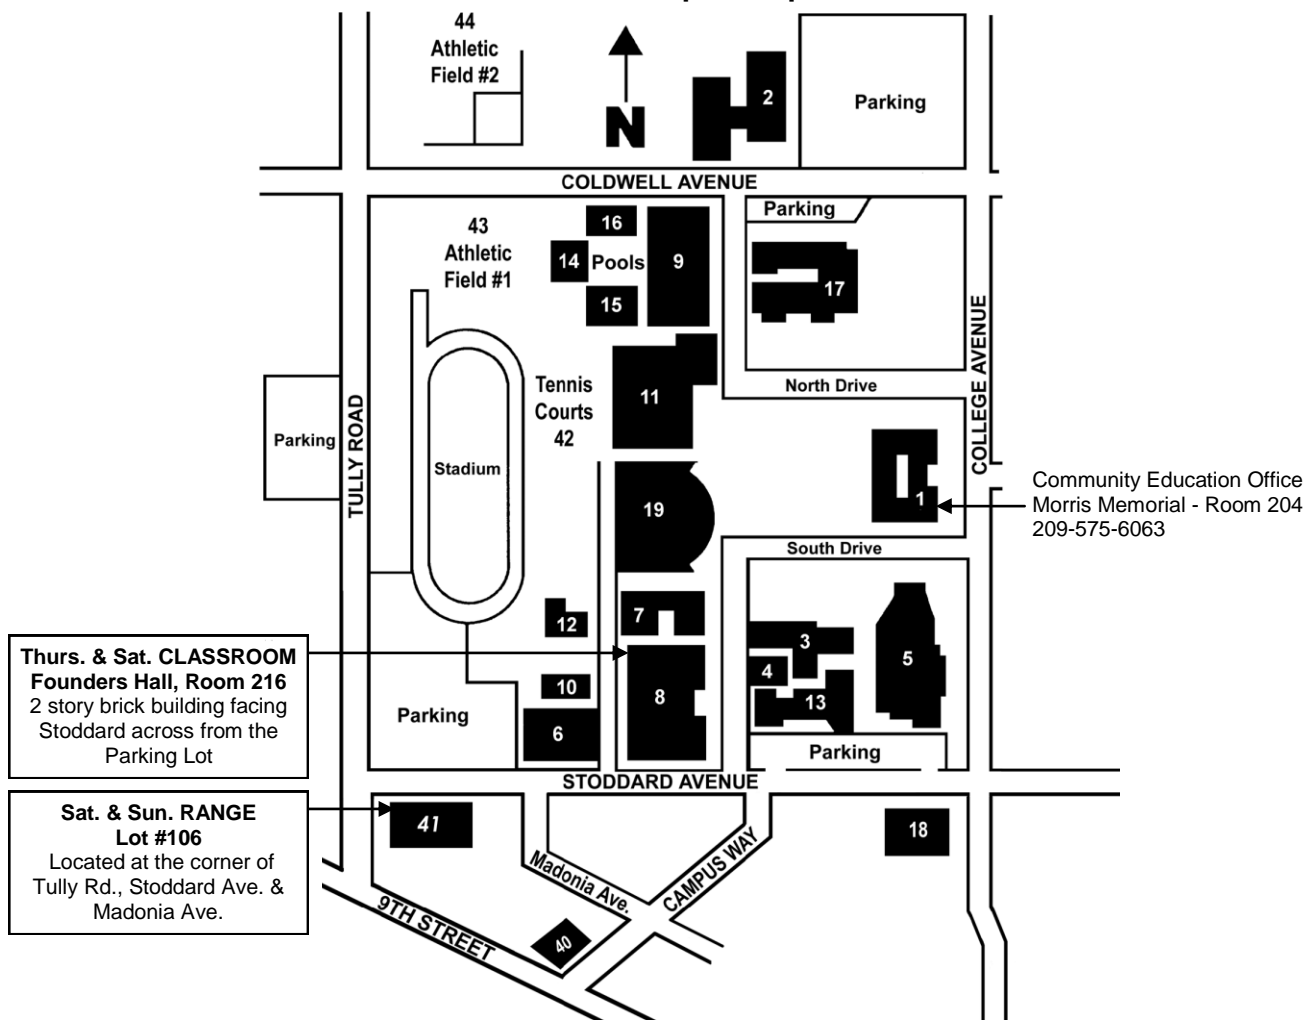 44
Athletic
Field #2
N
2
Parking
COLDWELL AVENUE
43
Athletic
Field #1
16
14
Pools
9
15
Parking
17
North Drive
Tennis
Courts
42
11
Parking
TULLY ROAD
Stadium
COLLEGE AVENUE
19
1
Community Education Office
Morris Memorial - Room 204
209-575-6063
South Drive
12
7
3
4
5
13
10
8
6
Parking
Parking
Thurs. & Sat. CLASSROOM
Founders Hall, Room 216
2 story brick building facing
Stoddard across from the
Parking Lot
STODDARD AVENUE
Sat. & Sun. RANGE
Lot #106
Located at the corner of
Tully Rd., Stoddard Ave. &
Madonia Ave.
41
18
Madonia Ave.
CAMPUS WAY
9TH STREET
40